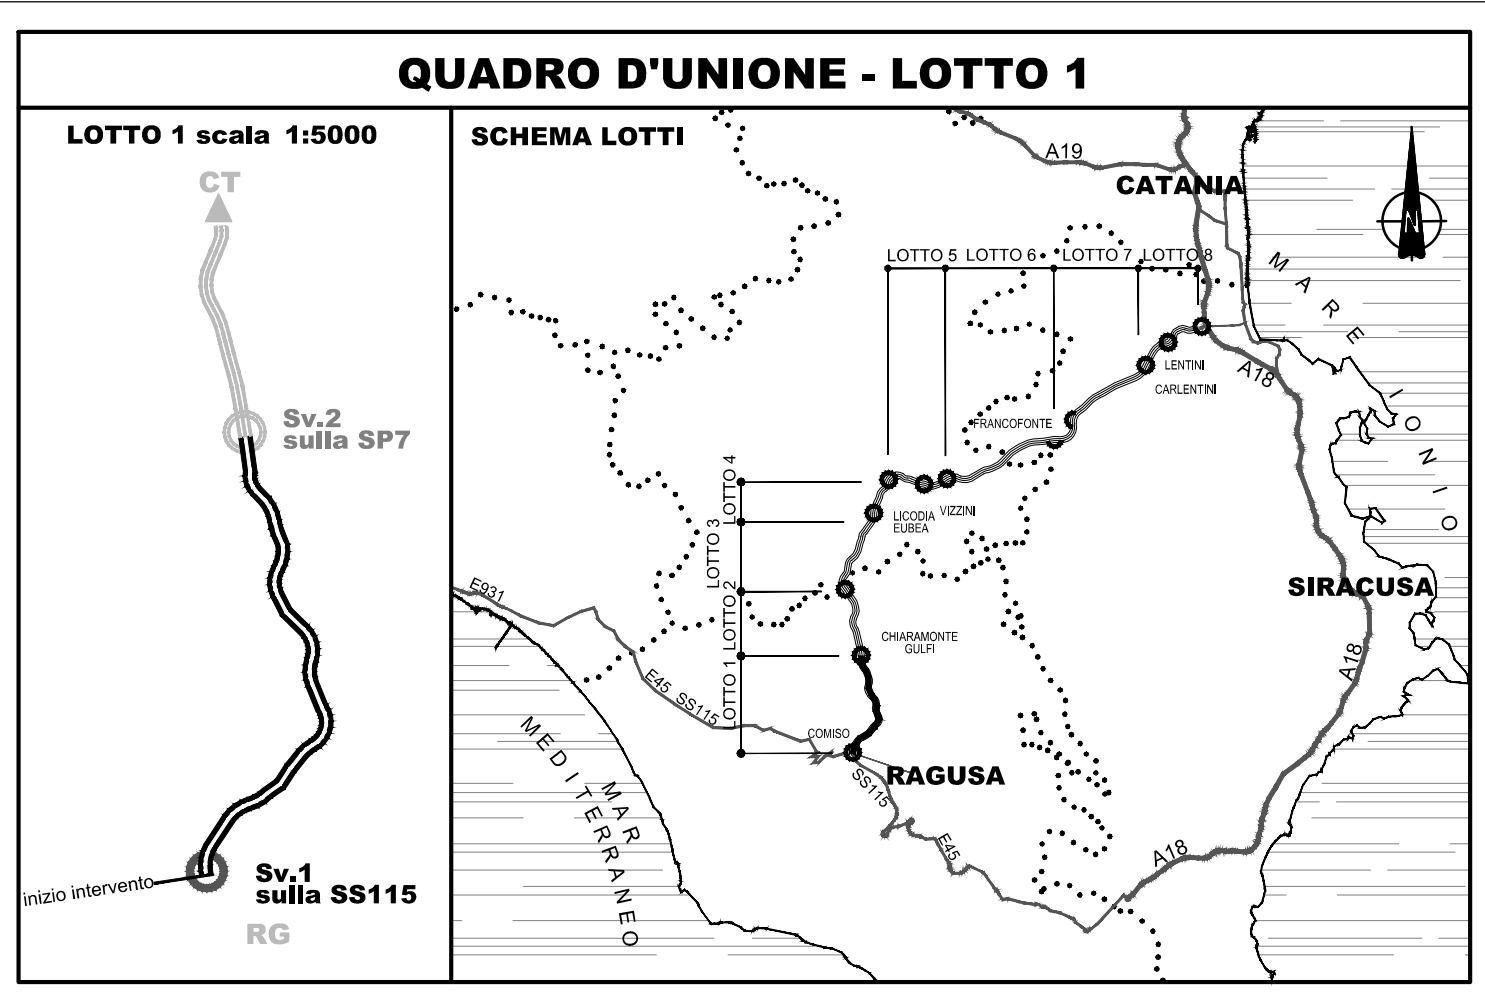 QUADRO D'UNIONE - LOTTO 1
LOTTO 1 scala 1:5000
CT
Sv.2
sulla SP7
Sv.1
sulla SS115
inizio intervento
RG
SCHEMA LOTTI
A19
CATANIA
N
LOTTO 5
LOTTO 6
LOTTO 7
LOTTO 8
MARE
IONIO
A18
LENTINI
CARLENTINI
FRANCOFONTE
LOTTO 4
LOTTO 3
LOTTO 2
LOTTO 1
LICODIA
EUBEA
VIZZINI
SIRACUSA
E931
CHIARAMONTE
GULFI
A18
E45 SS115
COMISO
RAGUSA
SS115
MAR
MEDITERRANEO
E45
A18